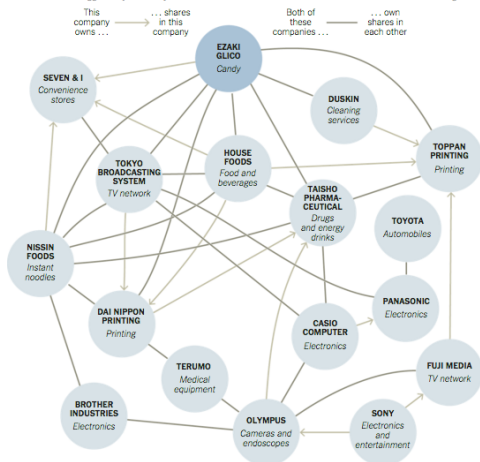 This
company
owns ...
... shares
in this
company
Both of
these
companies ...
... own
shares in
each other
EZAKI
GLICO
Candy
SEVEN & I
Convenience
stores
DUSKIN
Cleaning
services
TOPPAN
PRINTING
Printing
TOKYO
BROADCASTING
SYSTEM
TV network
HOUSE
FOODS
Food and
beverages
TAISHO
PHARMA-
CEUTICAL
Drugs
and energy
drinks
TOYOTA
Automobiles
NISSIN
FOODS
Instant
noodles
DAI NIPPON
PRINTING
Printing
CASIO
COMPUTER
Electronics
PANASONIC
Electronics
TERUMO
Medical
equipment
FUJI MEDIA
TV network
BROTHER
INDUSTRIES
Electronics
OLYMPUS
Cameras and
endoscopes
SONY
Electronics
and
entertainment